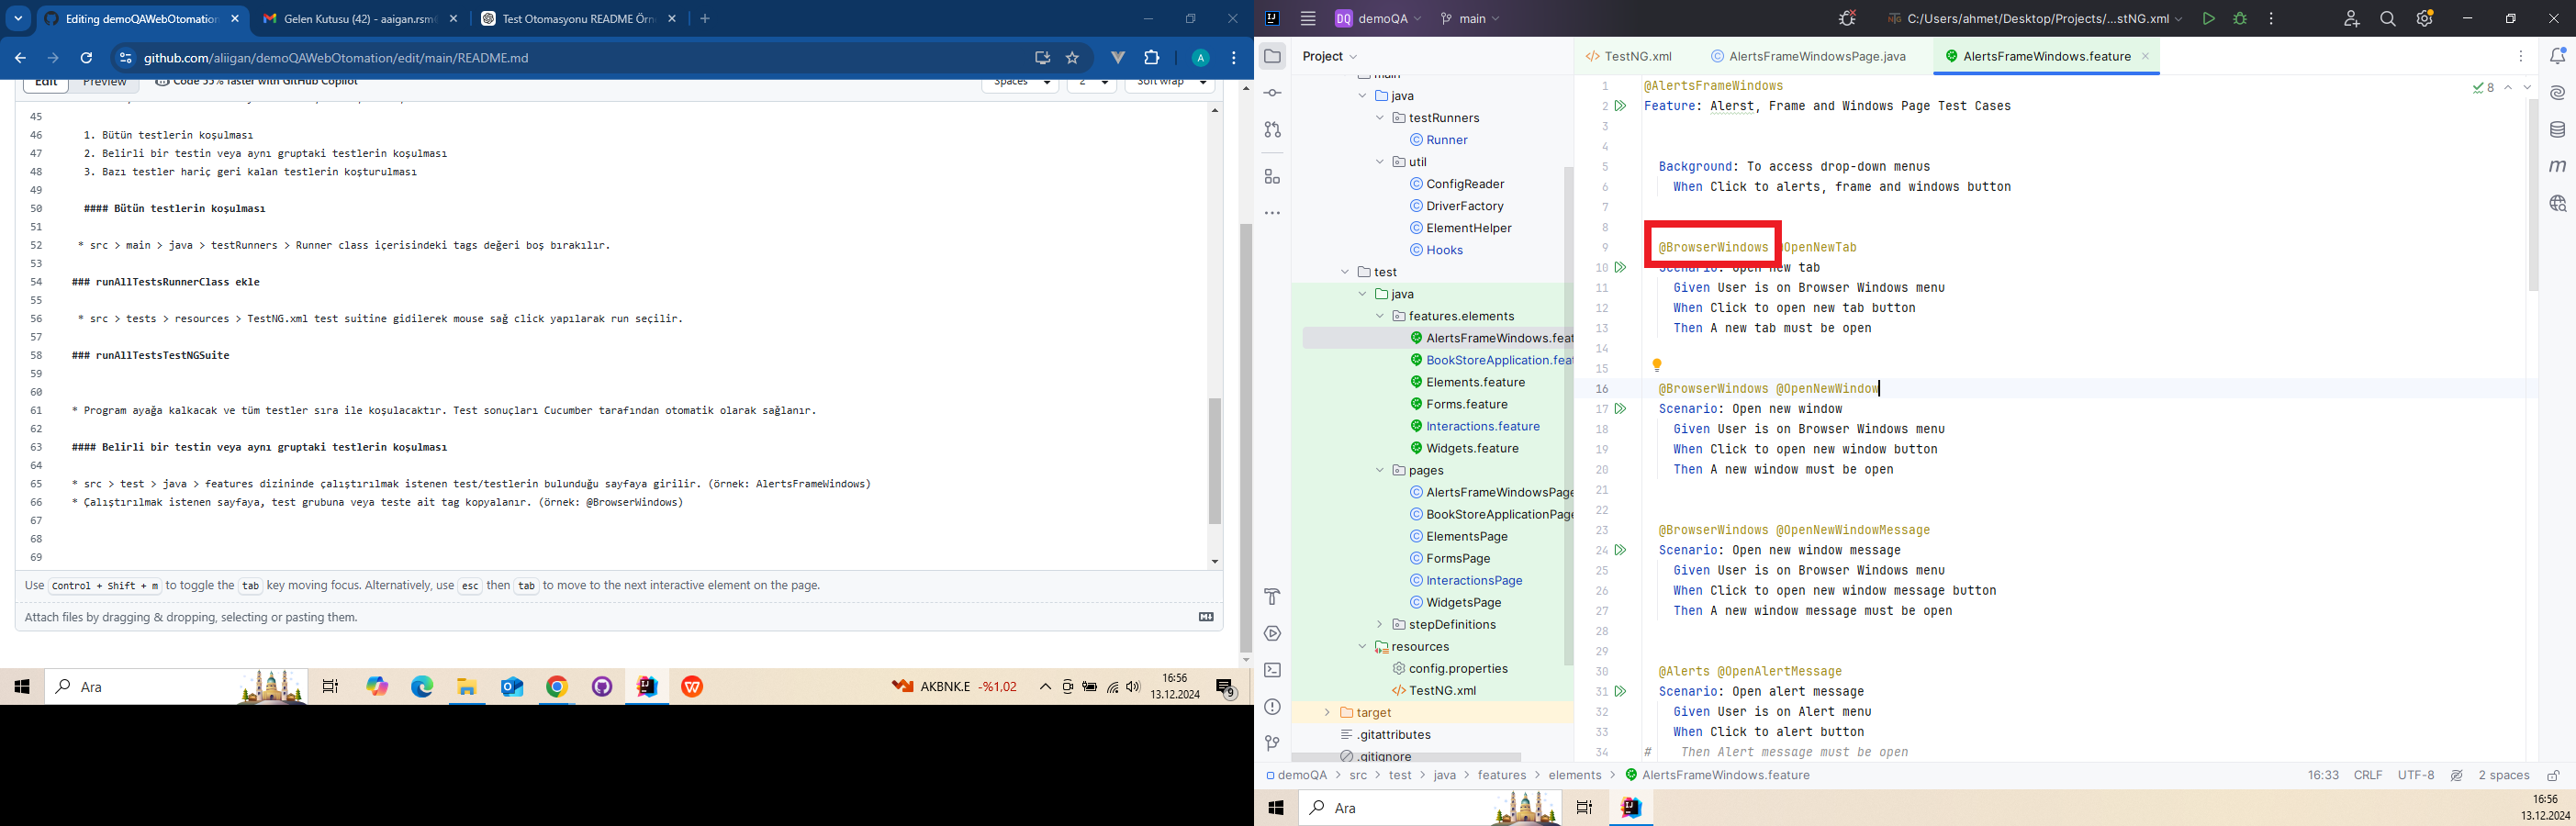 Editing demoQAWebOtomation
Gelen Kutusu (42) - aaigan.rsm
Test Otomasyonu README Örn
github.com/aliigan/demoQAWebOtomation/edit/main/README.md
Edit
Preview
Code 55% faster with GitHub Copilot
Spaces
2
Soft wrap
45
46 1. Bütün testlerin koşulması
47 2. Belirli bir testin veya aynı gruptaki testlerin koşulması
48 3. Bazı testler hariç geri kalan testlerin koşturulması
49
50 #### Bütün testlerin koşulması
51
52 * src > main > java > testRunners > Runner class içerisindeki tags değeri boş bırakılır.
53
54 ### runAllTestsRunnerClass ekle
55
56 * src > tests > resources > TestNG.xml test suitine gidilerek mouse sağ click yapılarak run seçilir.
57
58 ### runAllTestsTestNGSuite
59
60
61 * Program ayağa kalkacak ve tüm testler sıra ile koşulacaktır. Test sonuçları Cucumber tarafından otomatik olarak sağlanır.
62
63 #### Belirli bir testin veya aynı gruptaki testlerin koşulması
64
65 * src > test > java > features dizininde çalıştırılmak istenen test/testlerin bulunduğu sayfaya girilir. (örnek: AlertsFrameWindows)
66 * Çalıştırılmak istenen sayfaya, test grubuna veya teste ait tag kopyalanır. (örnek: @BrowserWindows)
67
68
69
Use Control + Shift + m to toggle the tab key moving focus. Alternatively, use esc then tab to move to the next interactive element on the page.
Attach files by dragging & dropping, selecting or pasting them.
Ara
AKBNK.E -%1,02
16:56
13.12.2024
9
DQ demoQA
main
C:/Users/ahmet/Desktop/Projects/...stNG.xml
Project
main
java
testRunners
Runner
util
ConfigReader
DriverFactory
ElementHelper
Hooks
test
java
features.elements
AlertsFrameWindows.feat
BookStoreApplication.feat
Elements.feature
Forms.feature
Interactions.feature
Widgets.feature
pages
AlertsFrameWindowsPage
BookStoreApplicationPage
ElementsPage
FormsPage
InteractionsPage
WidgetsPage
stepDefinitions
resources
config.properties
TestNG.xml
target
.gitattributes
.gitignore
TestNG.xml
AlertsFrameWindowsPage.java
AlertsFrameWindows.feature
8
1 @AlertsFrameWindows
2 Feature: Alerst, Frame and Windows Page Test Cases
3
4
5 Background: To access drop-down menus
6 When Click to alerts, frame and windows button
7
8
9 @BrowserWindows @OpenNewTab
10 Scenario: Open new tab
11 Given User is on Browser Windows menu
12 When Click to open new tab button
13 Then A new tab must be open
14
15
16 @BrowserWindows @OpenNewWindow
17 Scenario: Open new window
18 Given User is on Browser Windows menu
19 When Click to open new window button
20 Then A new window must be open
21
22
23 @BrowserWindows @OpenNewWindowMessage
24 Scenario: Open new window message
25 Given User is on Browser Windows menu
26 When Click to open new window message button
27 Then A new window message must be open
28
29
30 @Alerts @OpenAlertMessage
31 Scenario: Open alert message
32 Given User is on Alert menu
33 When Click to alert button
34 # Then Alert message must be open
demoQA > src > test > java > features > elements > AlertsFrameWindows.feature
16:33 CRLF UTF-8 2 spaces
Ara
16:56
13.12.2024